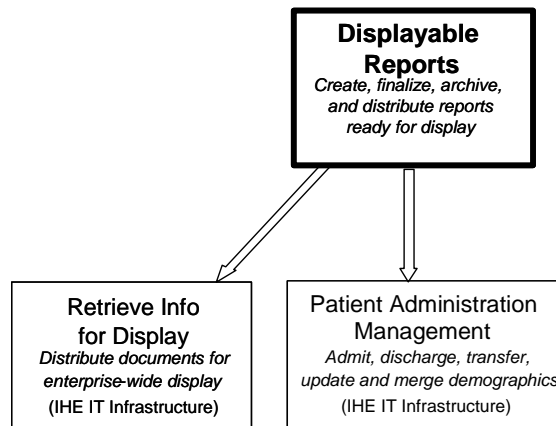 Displayable
Reports
Create, finalize, archive,
and distribute reports
ready for display
Retrieve Info
for Display
Distribute documents for
enterprise-wide display
(IHE IT Infrastructure)
Patient Administration
Management
Admit, discharge, transfer,
update and merge demographics
(IHE IT Infrastructure)